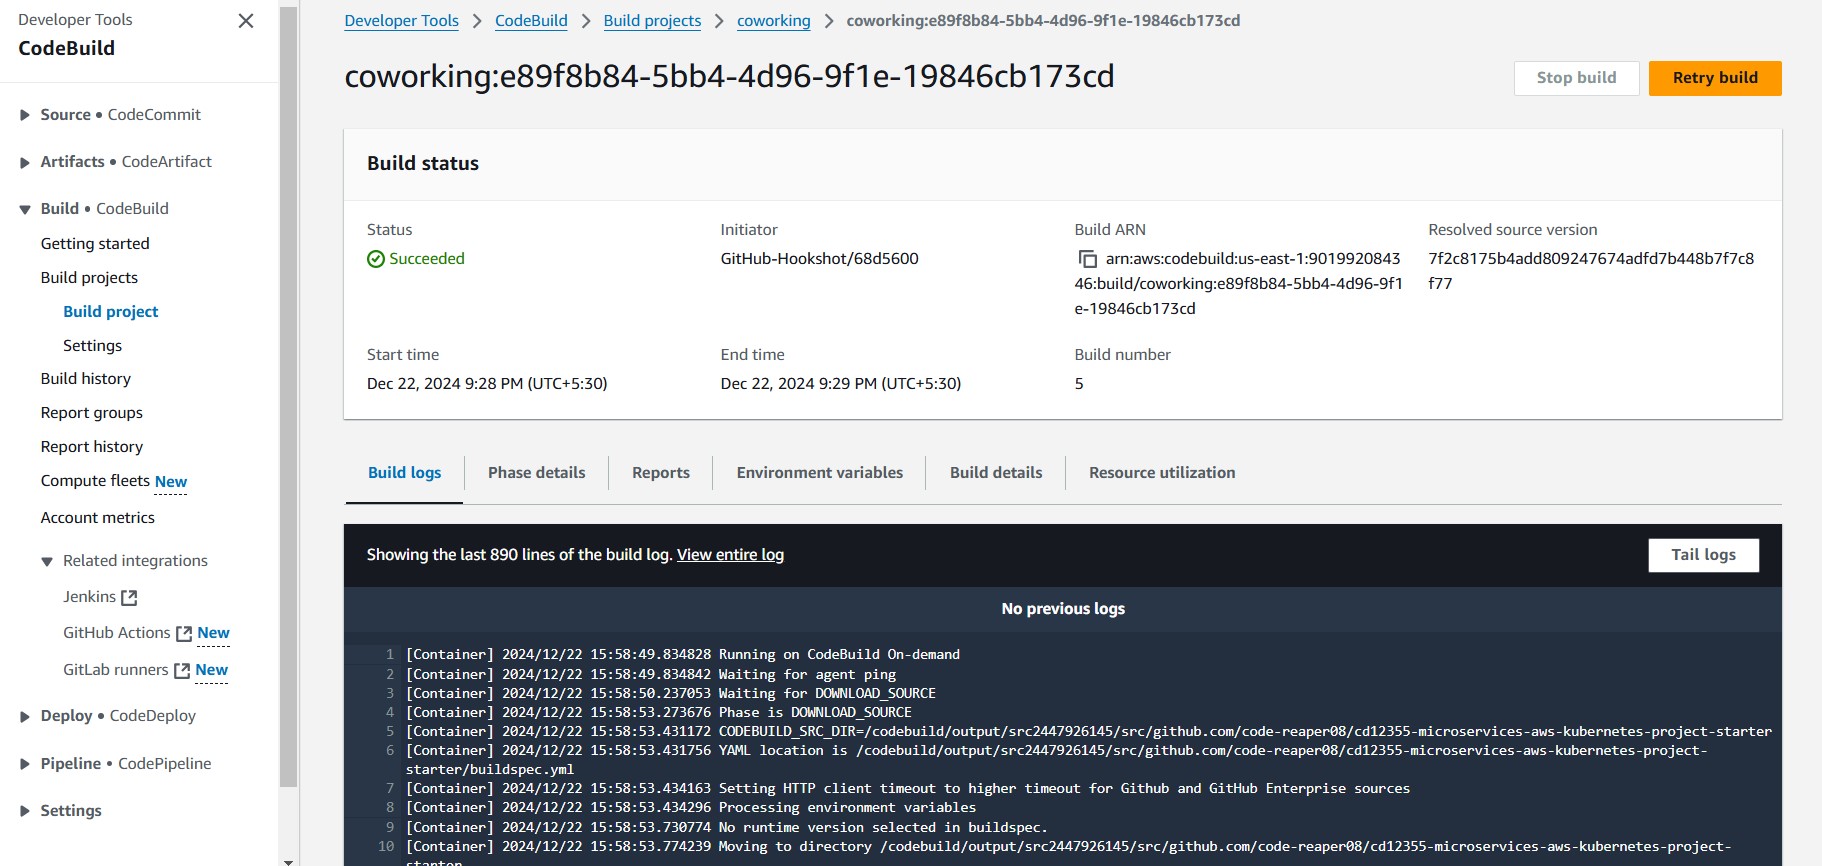 Developer Tools
CodeBuild
Source • CodeCommit
Artifacts • CodeArtifact
Build • CodeBuild
Getting started
Build projects
Build project
Settings
Build history
Report groups
Report history
Compute fleets New
Account metrics
Related integrations
Jenkins
GitHub Actions New
GitLab runners New
Deploy • CodeDeploy
Pipeline • CodePipeline
Settings
Developer Tools > CodeBuild > Build projects > coworking > coworking:e89f8b84-5bb4-4d96-9f1e-19846cb173cd
coworking:e89f8b84-5bb4-4d96-9f1e-19846cb173cd
Stop build
Retry build
Build status
Status
Succeeded
Initiator
GitHub-Hookshot/68d5600
Build ARN
arn:aws:codebuild:us-east-1:9019920843
46:build/coworking:e89f8b84-5bb4-4d96-9f1
e-19846cb173cd
Resolved source version
7f2c8175b4add809247674adfd7b448b7f7c8
f77
Start time
Dec 22, 2024 9:28 PM (UTC+5:30)
End time
Dec 22, 2024 9:29 PM (UTC+5:30)
Build number
5
Build logs
Phase details
Reports
Environment variables
Build details
Resource utilization
Showing the last 890 lines of the build log. View entire log
Tail logs
No previous logs
1 [Container] 2024/12/22 15:58:49.834828 Running on CodeBuild On-demand
2 [Container] 2024/12/22 15:58:49.834842 Waiting for agent ping
3 [Container] 2024/12/22 15:58:50.237053 Waiting for DOWNLOAD_SOURCE
4 [Container] 2024/12/22 15:58:53.273676 Phase is DOWNLOAD_SOURCE
5 [Container] 2024/12/22 15:58:53.431172 CODEBUILD_SRC_DIR=/codebuild/output/src2447926145/src/github.com/code-reaper08/cd12355-microservices-aws-kubernetes-project-starter
6 [Container] 2024/12/22 15:58:53.431756 YAML location is /codebuild/output/src2447926145/src/github.com/code-reaper08/cd12355-microservices-aws-kubernetes-project-
starter/buildspec.yml
7 [Container] 2024/12/22 15:58:53.434163 Setting HTTP client timeout to higher timeout for Github and GitHub Enterprise sources
8 [Container] 2024/12/22 15:58:53.434296 Processing environment variables
9 [Container] 2024/12/22 15:58:53.730774 No runtime version selected in buildspec.
10 [Container] 2024/12/22 15:58:53.774239 Moving to directory /codebuild/output/src2447926145/src/github.com/code-reaper08/cd12355-microservices-aws-kubernetes-project-
starter